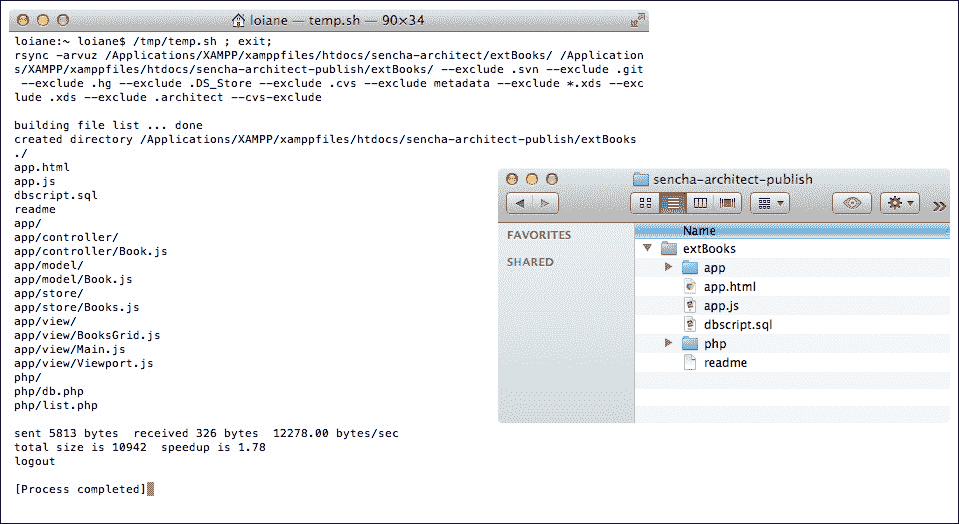 loiane — temp.sh — 90×34
loiane:~ loiane$ /tmp/temp.sh ; exit;
rsync -arvuz /Applications/XAMPP/xamppfiles/htdocs/sencha-architect/extBooks/ /Application
s/XAMPP/xamppfiles/htdocs/sencha-architect-publish/extBooks/ --exclude .svn --exclude .git
--exclude .hg --exclude .DS_Store --exclude .cvs --exclude metadata --exclude *.xds --exc
lude .xds --exclude .architect --cvs-exclude
building file list ... done
created directory /Applications/XAMPP/xamppfiles/htdocs/sencha-architect-publish/extBooks
./
app.html
app.js
dbscript.sql
readme
app/
app/controller/
app/controller/Book.js
app/model/
app/model/Book.js
app/store/
app/store/Books.js
app/view/
app/view/BooksGrid.js
app/view/Main.js
app/view/Viewport.js
php/
php/db.php
php/list.php
sent 5813 bytes  received 326 bytes  12278.00 bytes/sec
total size is 10942  speedup is 1.78
logout
[Process completed]
sencha-architect-publish
FAVORITES
SHARED
Name
extBooks
app
app.html
app.js
dbscript.sql
php
readme